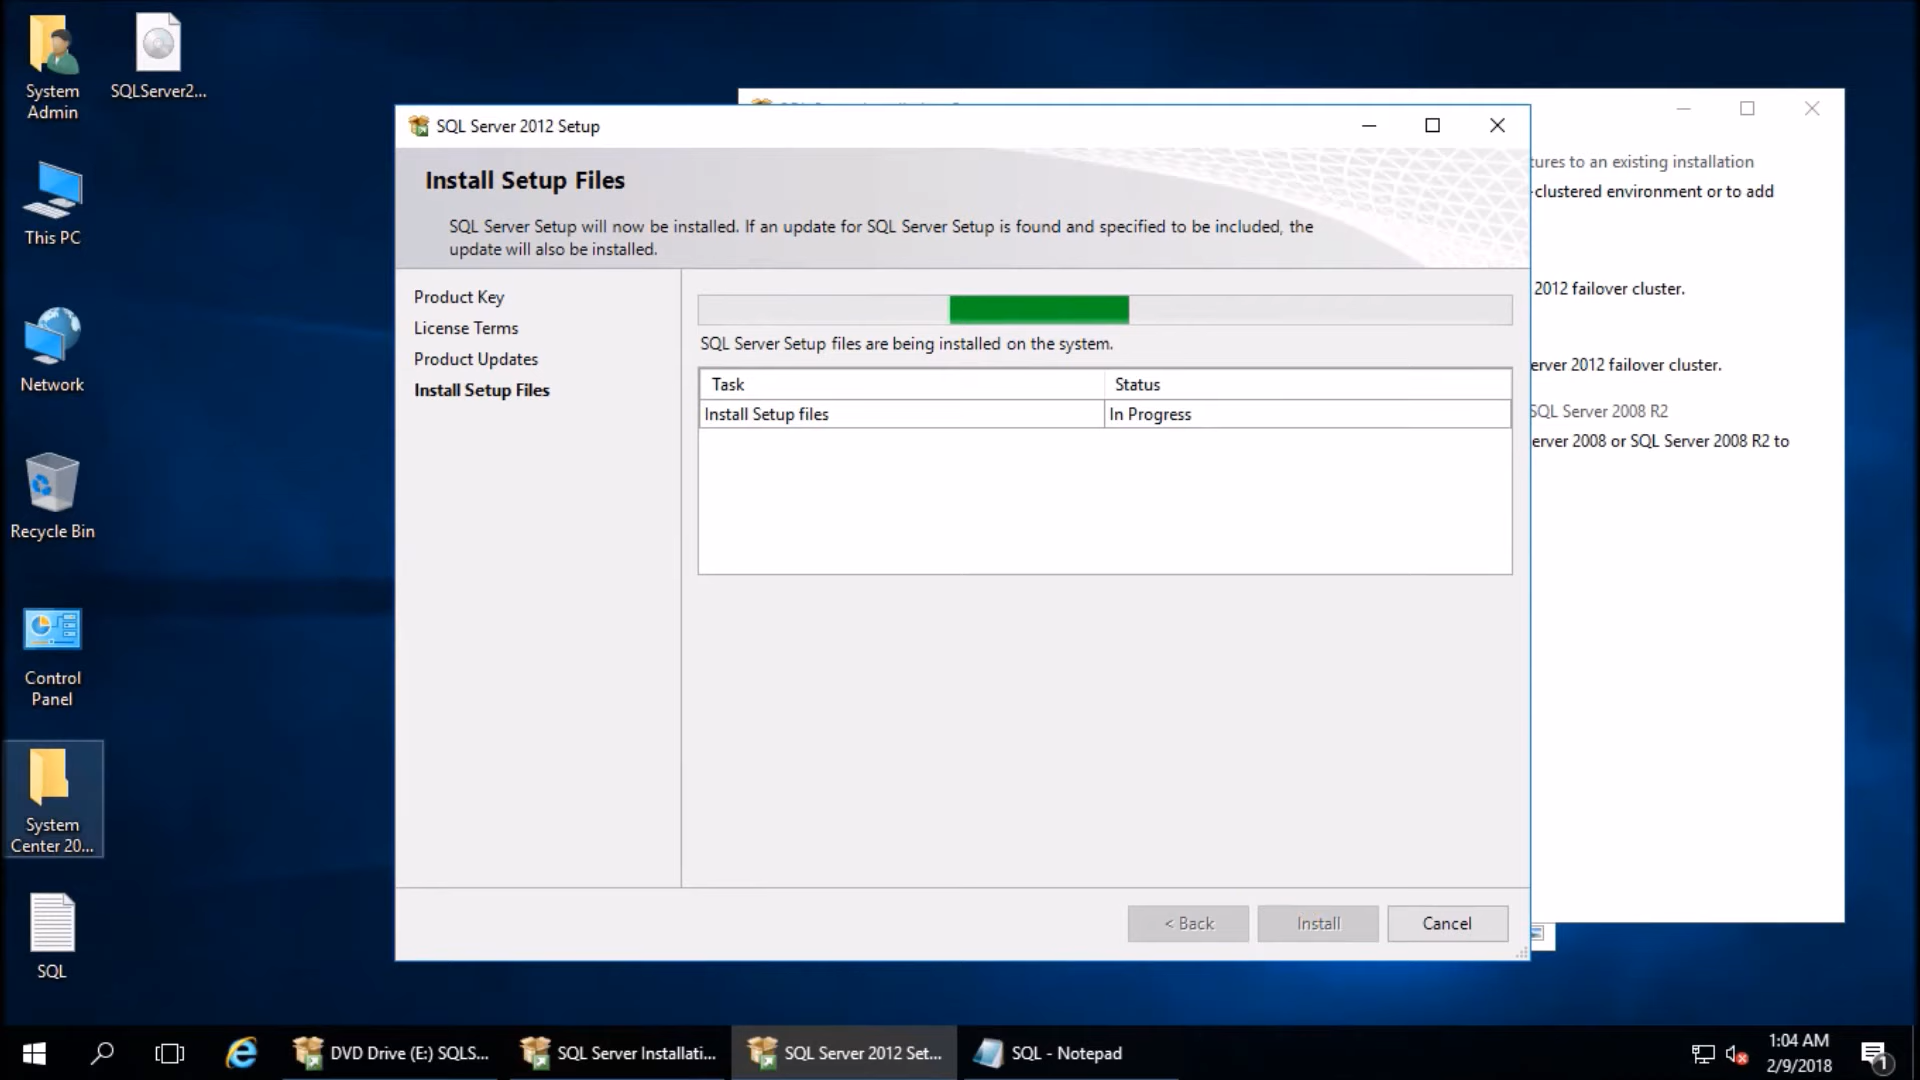 System
Admin
SQLServer2...
This PC
Network
Recycle Bin
Control
Panel
System
Center 20...
SQL
SQL Server 2012 Setup
Install Setup Files
SQL Server Setup will now be installed. If an update for SQL Server Setup is found and specified to be included, the
update will also be installed.
Product Key
License Terms
Product Updates
Install Setup Files
SQL Server Setup files are being installed on the system.
Task Status
Install Setup files In Progress
< Back Install Cancel
tures to an existing installation
-clustered environment or to add
2012 failover cluster.
erver 2012 failover cluster.
SQL Server 2008 R2
erver 2008 or SQL Server 2008 R2 to
DVD Drive (E:) SQLS...
SQL Server Installati...
SQL Server 2012 Set...
SQL - Notepad
1:04 AM
2/9/2018
1